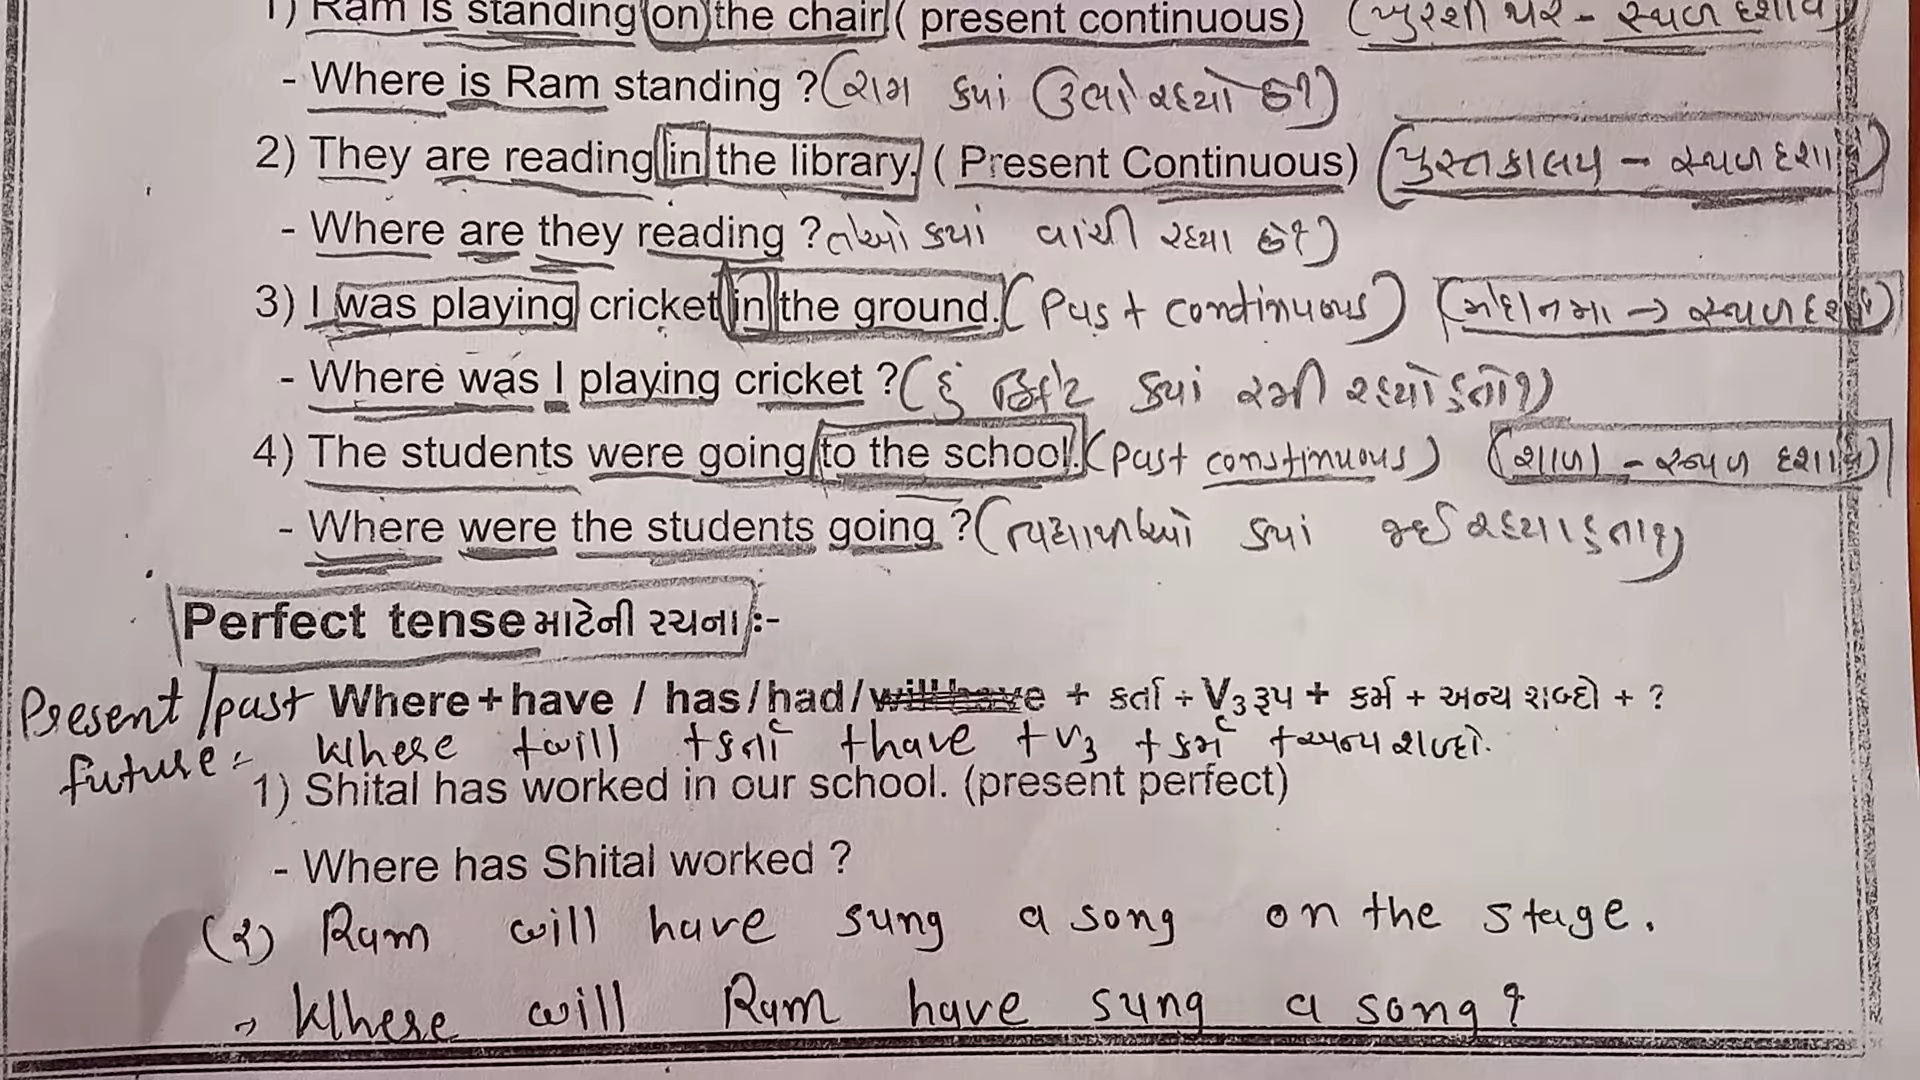 1) Ram is standing on the chair ( present continuous) (ખુરશી પર - સ્થળ દર્શાવે)
- Where is Ram standing ? (રામ ક્યાં ઉભો રહ્યો છે?)
2) They are reading in the library. ( Present Continuous) (પુસ્તકાલય - સ્થળ દર્શાવે)
- Where are they reading ? તેઓ ક્યાં વાંચી રહ્યા છે?)
3) I was playing cricket in the ground. (Past continuous) (મેદાનમા → સ્થળ દર્શાવે)
- Where was I playing cricket ? (હું ક્રિકેટ ક્યાં રમી રહ્યો હતો?)
4) The students were going to the school. (past constinuous) (શાળા - સ્થળ દર્શાવે)
- Where were the students going ? ક્યાં જઈ રહ્યા હતા?)
Perfect tense માટેની રચના :-
Present / past Where + have / has / had / will have + કર્તા + V3 રૂપ + કર્મ + અન્ય શબ્દો + ?
future :- Where + will + કર્તા + have + V3 + કર્મ + અન્ય શબ્દો.
1) Shital has worked in our school. (present perfect)
- Where has Shital worked ?
(૨) Ram will have sung a song on the stage.
→ Where will Ram have sung a song ?